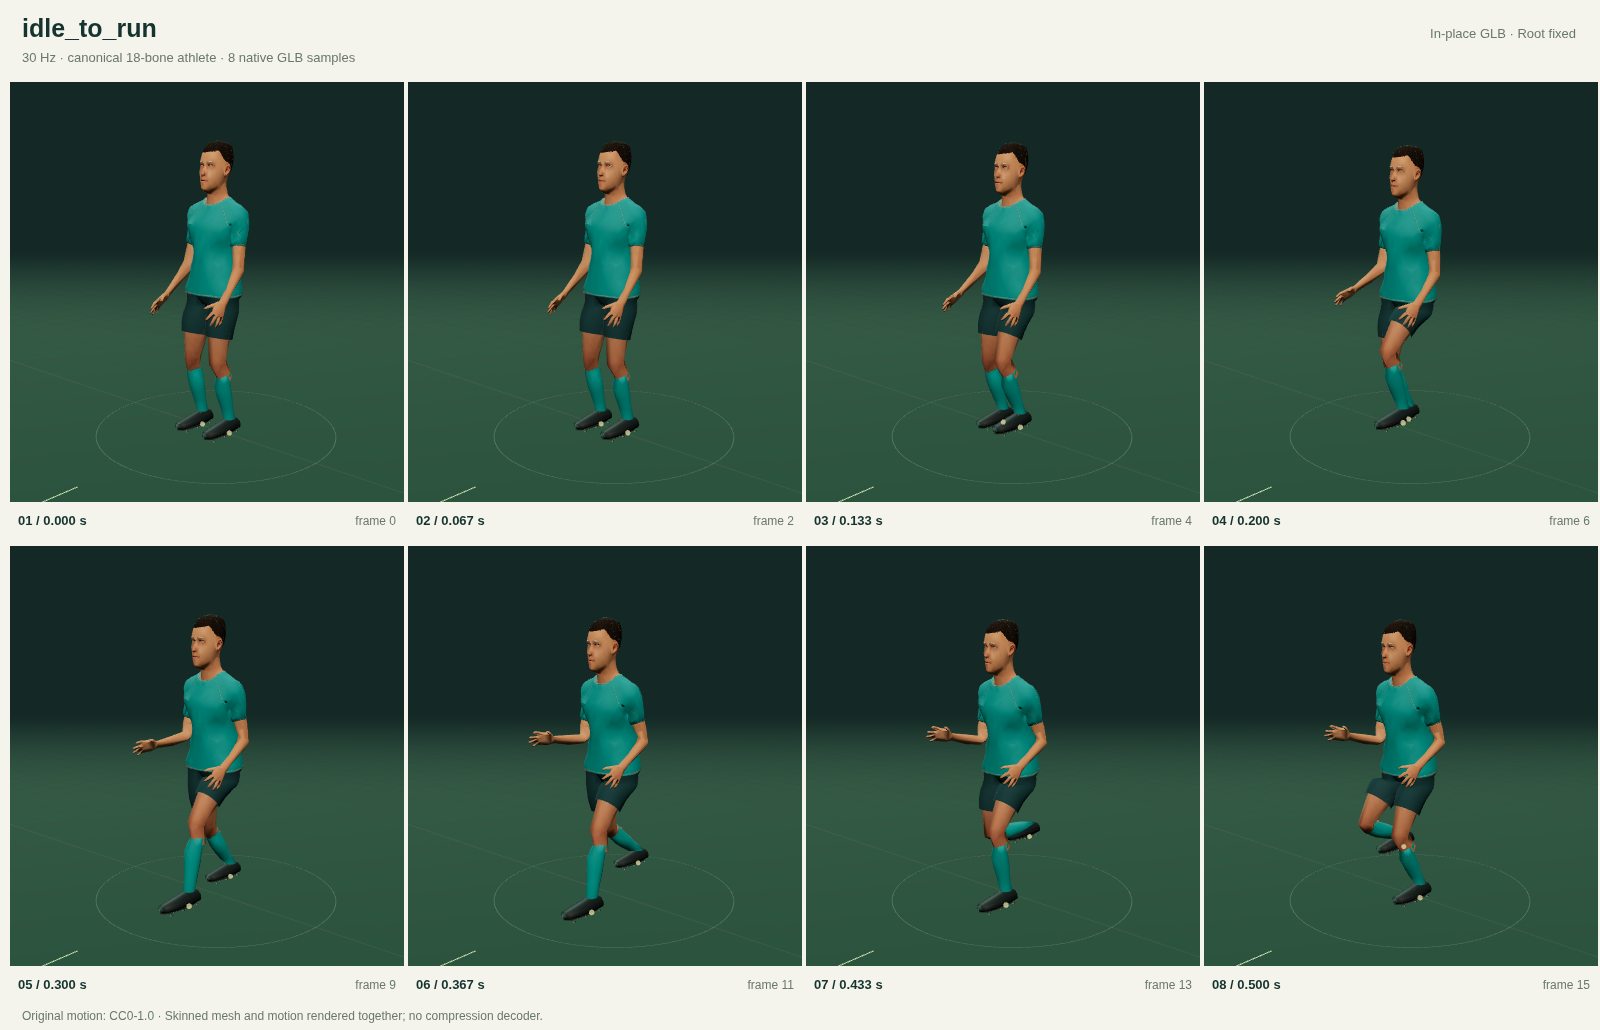 idle_to_run
In-place GLB · Root fixed
30 Hz · canonical 18-bone athlete · 8 native GLB samples
01 / 0.000 s
frame 0
02 / 0.067 s
frame 2
03 / 0.133 s
frame 4
04 / 0.200 s
frame 6
05 / 0.300 s
frame 9
06 / 0.367 s
frame 11
07 / 0.433 s
frame 13
08 / 0.500 s
frame 15
Original motion: CC0-1.0 · Skinned mesh and motion rendered together; no compression decoder.